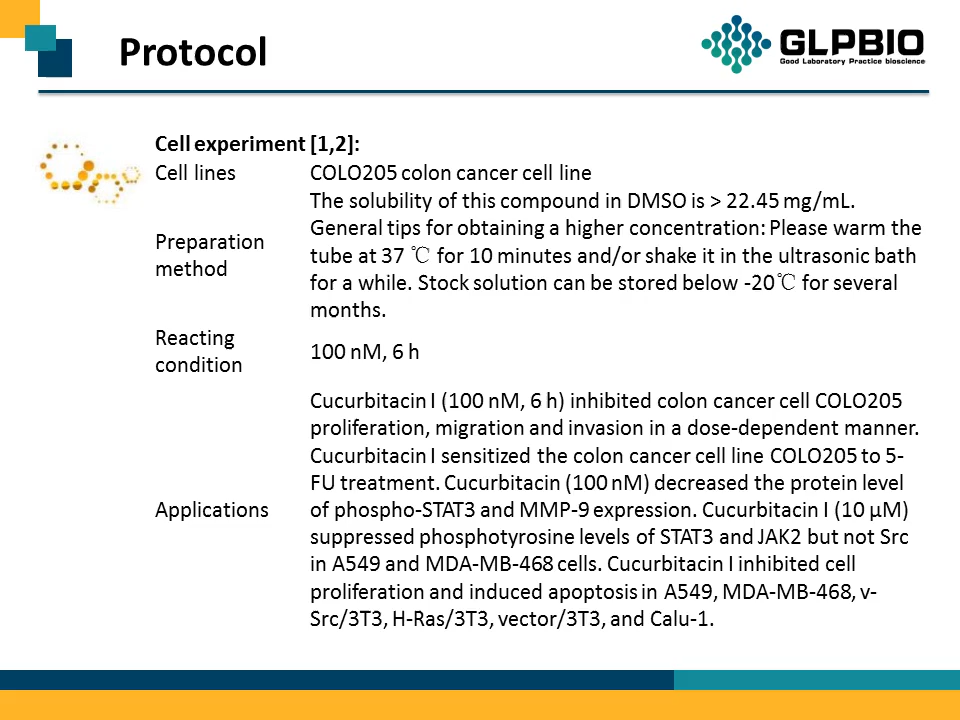 Protocol
GLPBIO
Good Laboratory Practice bioscience
Cell experiment [1,2]:
Cell lines
COLO205 colon cancer cell line
Preparation
method
The solubility of this compound in DMSO is > 22.45 mg/mL.
General tips for obtaining a higher concentration: Please warm the
tube at 37 ℃ for 10 minutes and/or shake it in the ultrasonic bath
for a while. Stock solution can be stored below -20℃ for several
months.
Reacting
condition
100 nM, 6 h
Applications
Cucurbitacin I (100 nM, 6 h) inhibited colon cancer cell COLO205
proliferation, migration and invasion in a dose-dependent manner.
Cucurbitacin I sensitized the colon cancer cell line COLO205 to 5-
FU treatment. Cucurbitacin (100 nM) decreased the protein level
of phospho-STAT3 and MMP-9 expression. Cucurbitacin I (10 μM)
suppressed phosphotyrosine levels of STAT3 and JAK2 but not Src
in A549 and MDA-MB-468 cells. Cucurbitacin I inhibited cell
proliferation and induced apoptosis in A549, MDA-MB-468, v-
Src/3T3, H-Ras/3T3, vector/3T3, and Calu-1.